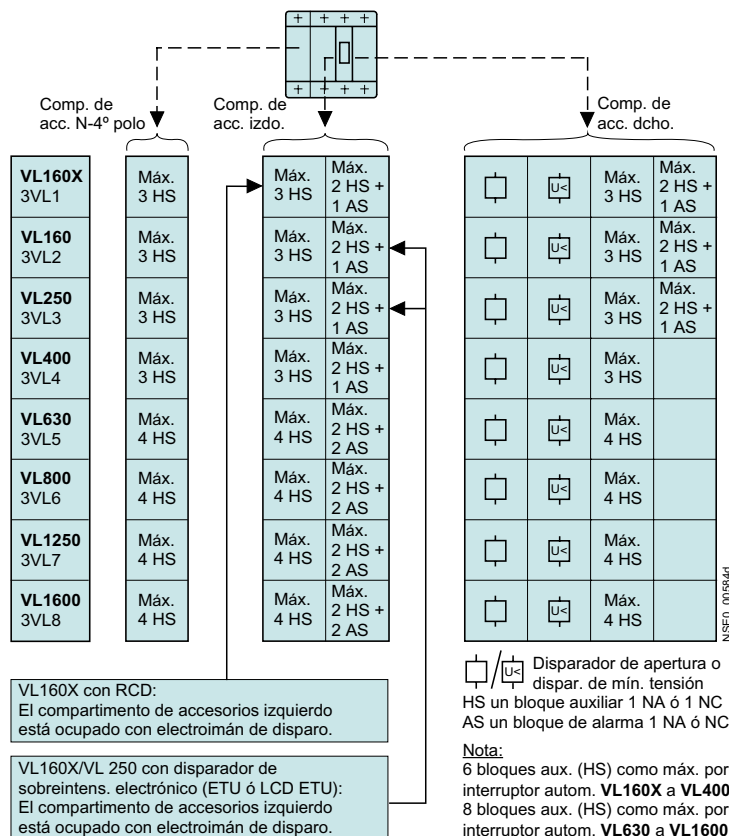 + + + +
+ + + +
Comp. de
acc. N-4º polo
Comp. de
acc. izdo.
Comp. de
acc. dcho.
VL160X
3VL1
Máx.
3 HS
Máx.
3 HS
Máx.
2 HS +
1 AS
U<
Máx.
3 HS
Máx.
2 HS +
1 AS
VL160
3VL2
Máx.
3 HS
Máx.
3 HS
Máx.
2 HS +
1 AS
U<
Máx.
3 HS
Máx.
2 HS +
1 AS
VL250
3VL3
Máx.
3 HS
Máx.
3 HS
Máx.
2 HS +
1 AS
U<
Máx.
3 HS
Máx.
2 HS +
1 AS
VL400
3VL4
Máx.
3 HS
Máx.
3 HS
Máx.
2 HS +
1 AS
U<
Máx.
3 HS
VL630
3VL5
Máx.
4 HS
Máx.
4 HS
Máx.
2 HS +
2 AS
U<
Máx.
4 HS
VL800
3VL6
Máx.
4 HS
Máx.
4 HS
Máx.
2 HS +
2 AS
U<
Máx.
4 HS
VL1250
3VL7
Máx.
4 HS
Máx.
4 HS
Máx.
2 HS +
2 AS
U<
Máx.
4 HS
VL1600
3VL8
Máx.
4 HS
Máx.
4 HS
Máx.
2 HS +
2 AS
U<
Máx.
4 HS
NSE0_00584d
VL160X con RCD:
El compartimento de accesorios izquierdo
está ocupado con electroimán de disparo.
VL160X/VL 250 con disparador de
sobreintens. electrónico (ETU ó LCD ETU):
El compartimento de accesorios izquierdo
está ocupado con electroimán de disparo.
/ U< Disparador de apertura o
dispar. de mín. tensión
HS un bloque auxiliar 1 NA ó 1 NC
AS un bloque de alarma 1 NA ó NC
Nota:
6 bloques aux. (HS) como máx. por
interruptor autom. VL160X a VL400
8 bloques aux. (HS) como máx. por
interruptor autom. VL630 a VL1600